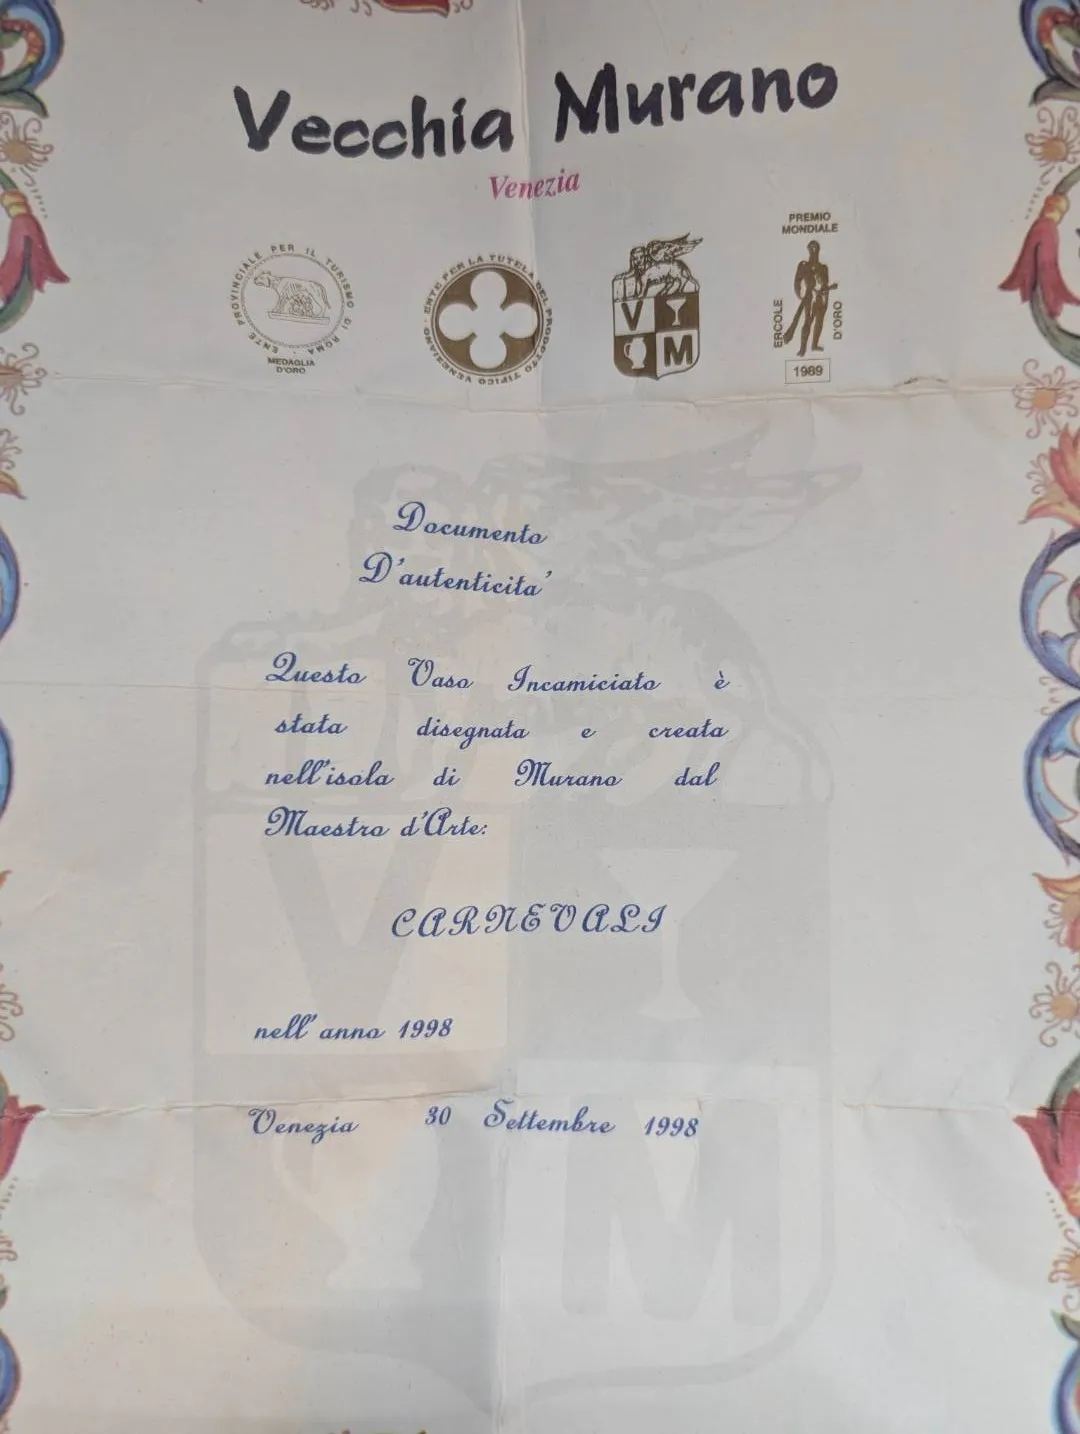 Vecchia Murano
Venezia
ENTE PROVINCIALE PER IL TURISMO DI ROMA
MEDAGLIA
D'ORO
ENTE PER LA TUTELA DEL PRODOTTO TIPICO VENEZIANO
V
M
PREMIO
MONDIALE
ERCOLE
D'ORO
1989
Documento
D'autenticita'
Questo Vaso Incamiciato è
stata disegnata e creata
nell'isola di Murano dal
Maestro d'Arte:
CARNEVALI
nell'anno 1998
Venezia 30 Settembre 1998
V
M